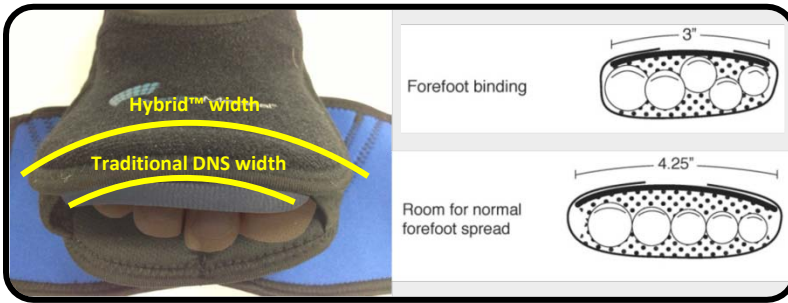 Hybrid™ width
Traditional DNS width
3"
Forefoot binding
4.25"
Room for normal
forefoot spread